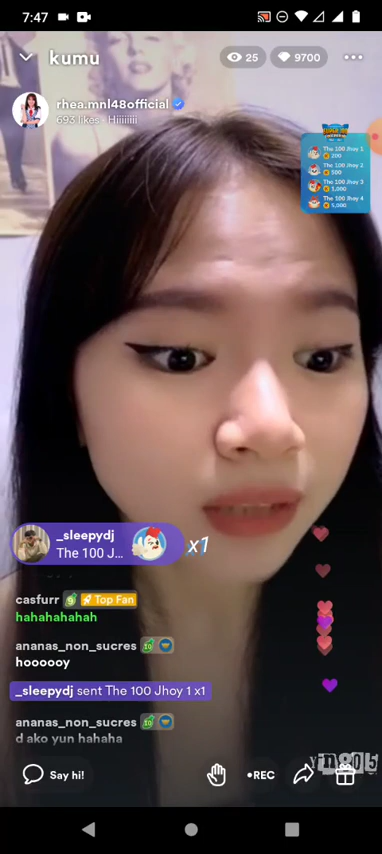 7:47
kumu
25
9700
rhea.mnl48official
693 likes · Hiiiiiiii
The 100 Jhoy 1
200
The 100 Jhoy 2
500
The 100 Jhoy 3
1,000
The 100 Jhoy 4
5,000
_sleepydj
The 100 J... x1
casfurr Top Fan
hahahahahah
ananas_non_sucres 10
hoooooy
_sleepydj sent The 100 Jhoy 1 x1
ananas_non_sucres 10
d ako yun hahaha
Say hi!
•REC